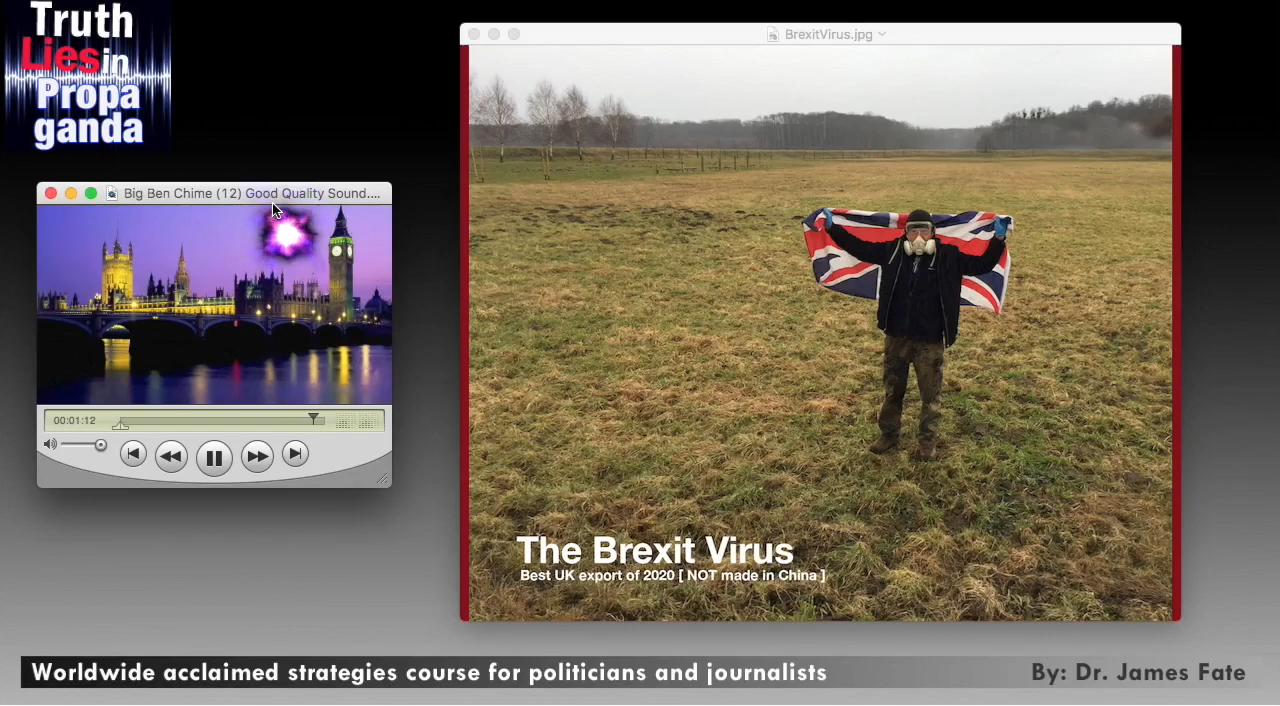 Truth
Lies in
Propa
ganda
BrexitVirus.jpg
Big Ben Chime (12) Good Quality Sound....
00:01:12
The Brexit Virus
Best UK export of 2020 [ NOT made in China ]
Worldwide acclaimed strategies course for politicians and journalists
By: Dr. James Fate